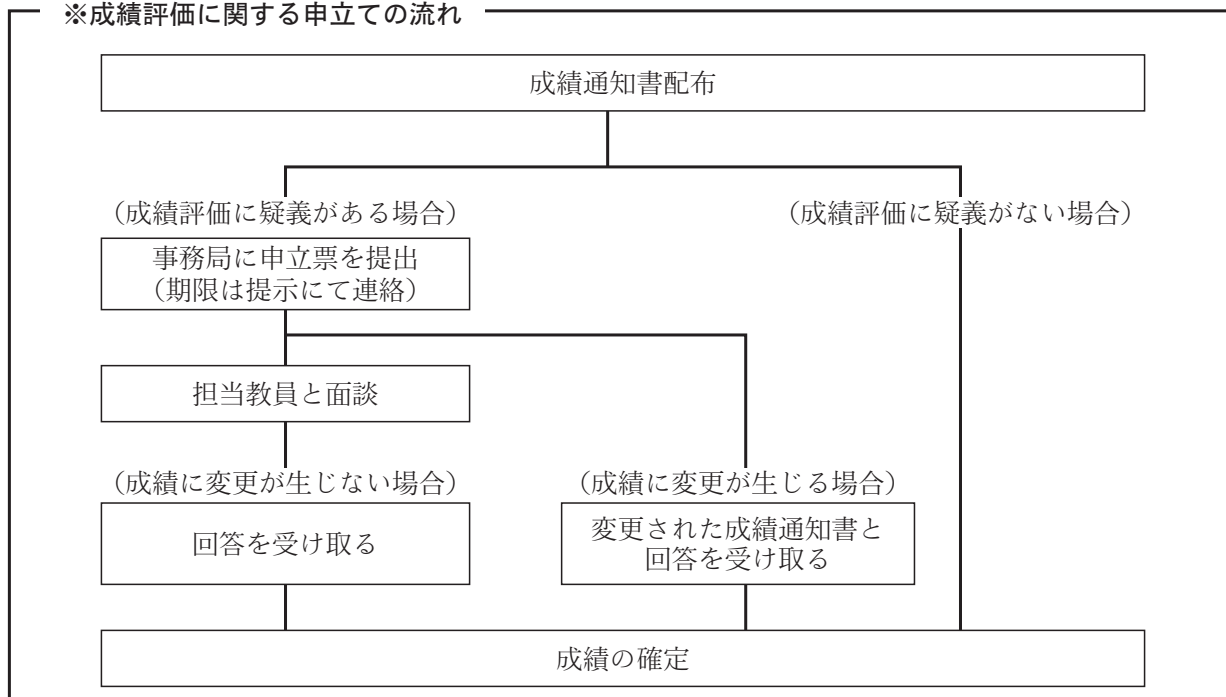 ※成績評価に関する申立ての流れ
成績通知書配布
（成績評価に疑義がある場合）
（成績評価に疑義がない場合）
事務局に申立票を提出
（期限は提示にて連絡）
担当教員と面談
（成績に変更が生じない場合）
（成績に変更が生じる場合）
回答を受け取る
変更された成績通知書と
回答を受け取る
成績の確定